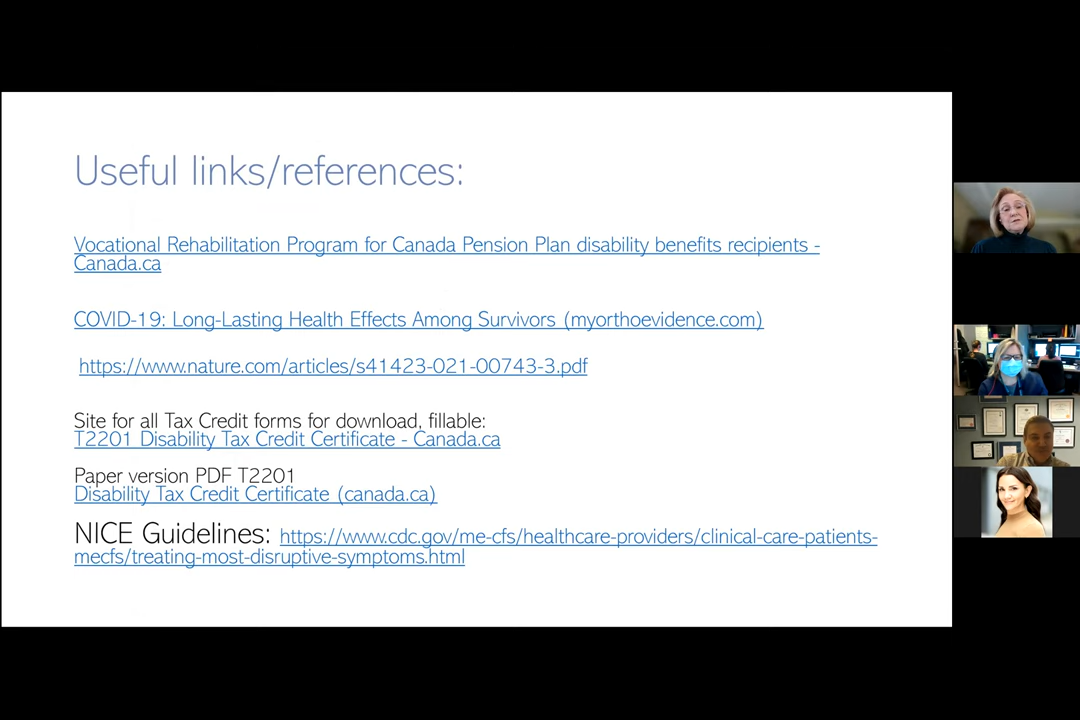 Useful links/references:
Vocational Rehabilitation Program for Canada Pension Plan disability benefits recipients -
Canada.ca
COVID-19: Long-Lasting Health Effects Among Survivors (myorthoevidence.com)
https://www.nature.com/articles/s41423-021-00743-3.pdf
Site for all Tax Credit forms for download, fillable:
T2201 Disability Tax Credit Certificate - Canada.ca
Paper version PDF T2201
Disability Tax Credit Certificate (canada.ca)
NICE Guidelines: https://www.cdc.gov/me-cfs/healthcare-providers/clinical-care-patients-
mecfs/treating-most-disruptive-symptoms.html